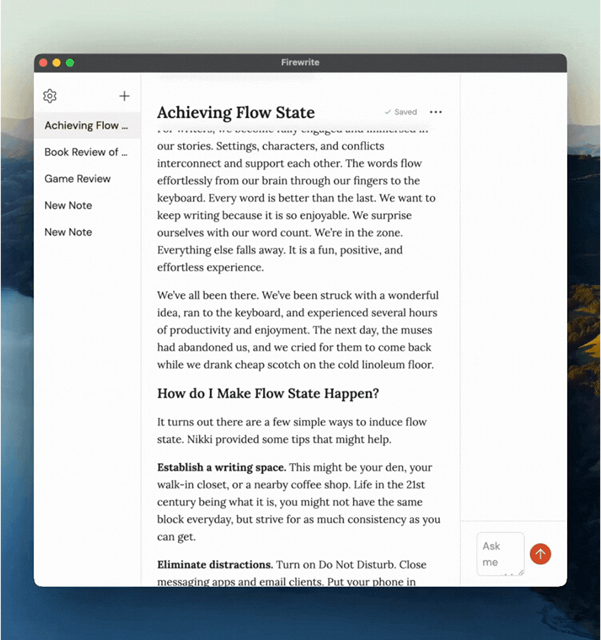 Firewrite
Achieving Flow ...
Book Review of ...
Game Review
New Note
New Note
Achieving Flow State
Saved
For writers, we become fully engaged and immersed in
our stories. Settings, characters, and conflicts
interconnect and support each other. The words flow
effortlessly from our brain through our fingers to the
keyboard. Every word is better than the last. We want to
keep writing because it is so enjoyable. We surprise
ourselves with our word count. We're in the zone.
Everything else falls away. It is a fun, positive, and
effortless experience.
We've all been there. We've been struck with a wonderful
idea, ran to the keyboard, and experienced several hours
of productivity and enjoyment. The next day, the muses
had abandoned us, and we cried for them to come back
while we drank cheap scotch on the cold linoleum floor.
How do I Make Flow State Happen?
It turns out there are a few simple ways to induce flow
state. Nikki provided some tips that might help.
Establish a writing space. This might be your den, your
walk-in closet, or a nearby coffee shop. Life in the 21st
century being what it is, you might not have the same
block everyday, but strive for as much consistency as you
can get.
Eliminate distractions. Turn on Do Not Disturb. Close
messaging apps and email clients. Put your phone in
Ask
me